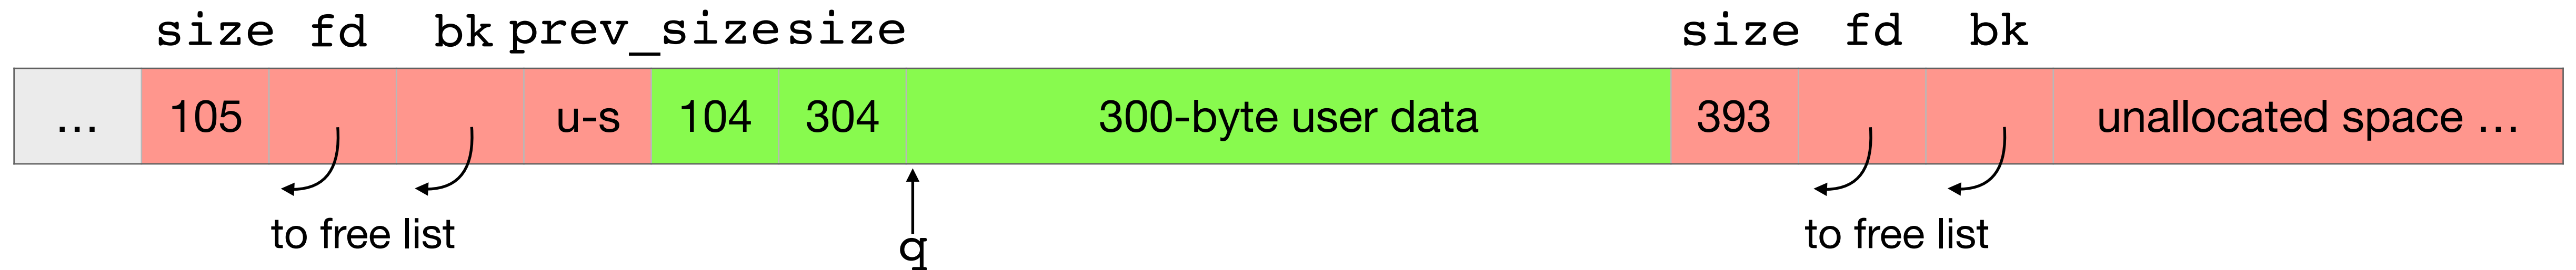 size fd bk prev_size size size fd bk
... 105 u-s 104 304 300-byte user data 393 unallocated space ...
to free list to free list
q